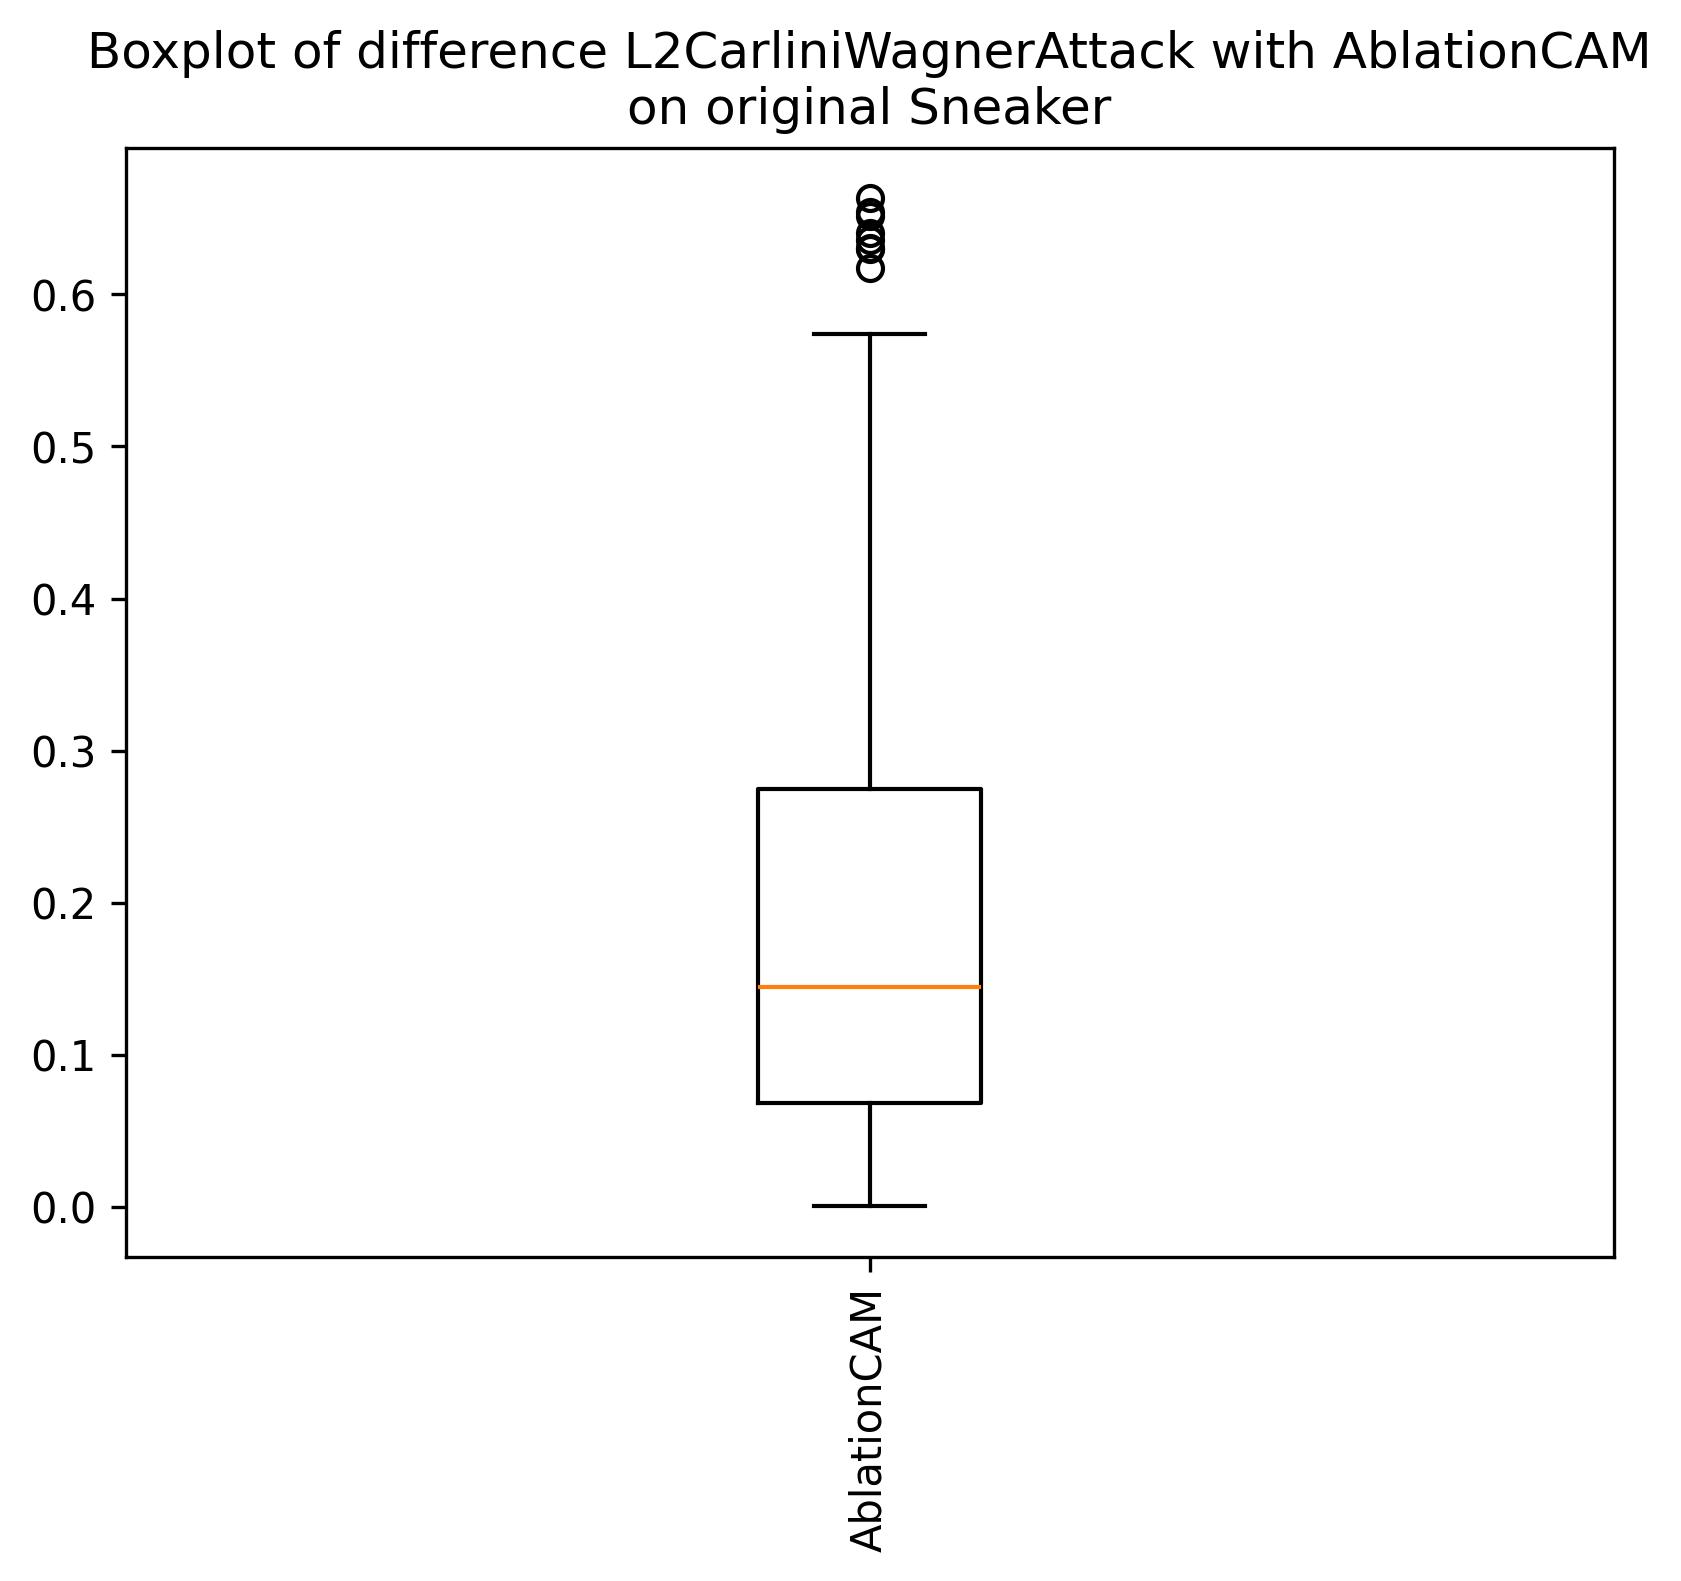 Boxplot of difference L2CarliniWagnerAttack with AblationCAM
on original Sneaker
0.6
0.5
0.4
0.3
0.2
0.1
0.0
AblationCAM